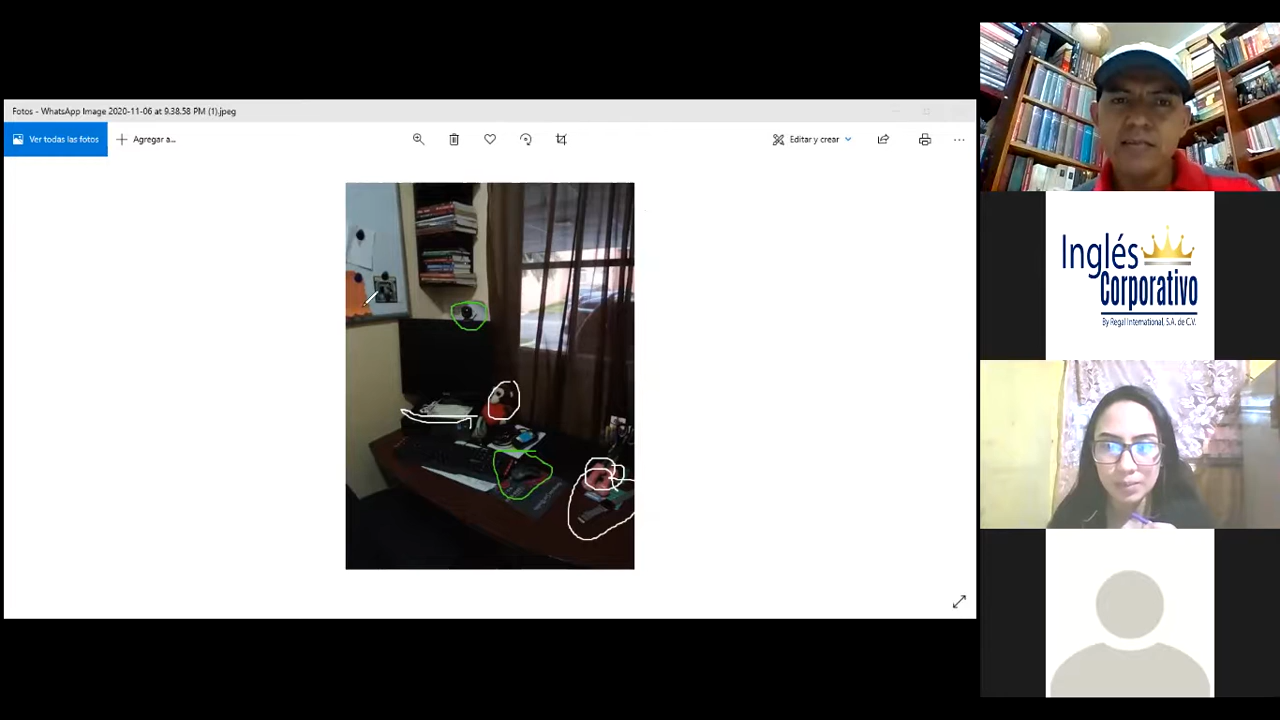 Fotos - WhatsApp Image 2020-11-06 at 9.38.58 PM (1).jpeg
Ver todas las fotos
Agregar a...
Editar y crear
Inglés
Corporativo
By Regal International, S.A. de C.V.